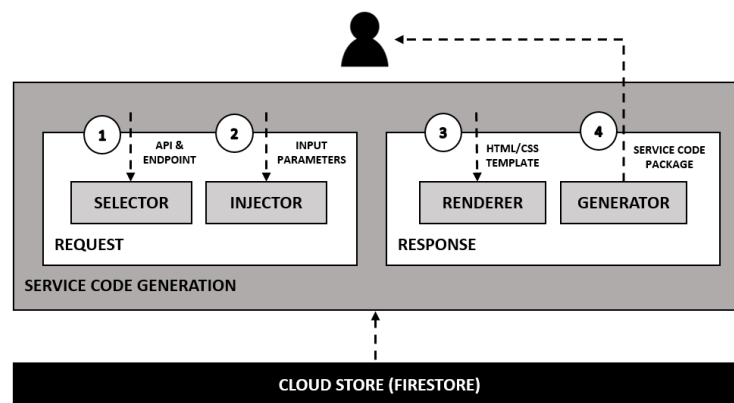 1
API &
ENDPOINT
SELECTOR
2
INPUT
PARAMETERS
INJECTOR
REQUEST
3
HTML/CSS
TEMPLATE
RENDERER
4
SERVICE CODE
PACKAGE
GENERATOR
RESPONSE
SERVICE CODE GENERATION
CLOUD STORE (FIRESTORE)